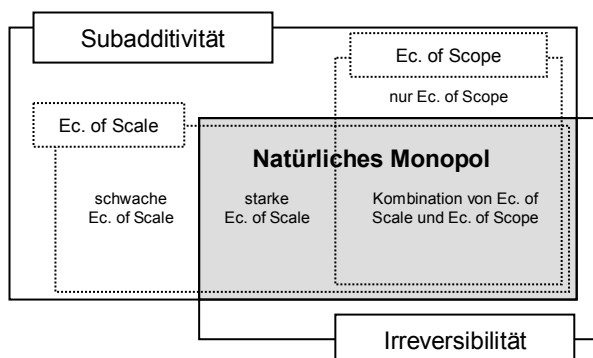 Subadditivität
Ec. of Scope
nur Ec. of Scope
Ec. of Scale
Natürliches Monopol
schwache
Ec. of Scale
starke
Ec. of Scale
Kombination von Ec. of
Scale und Ec. of Scope
Irreversibilität